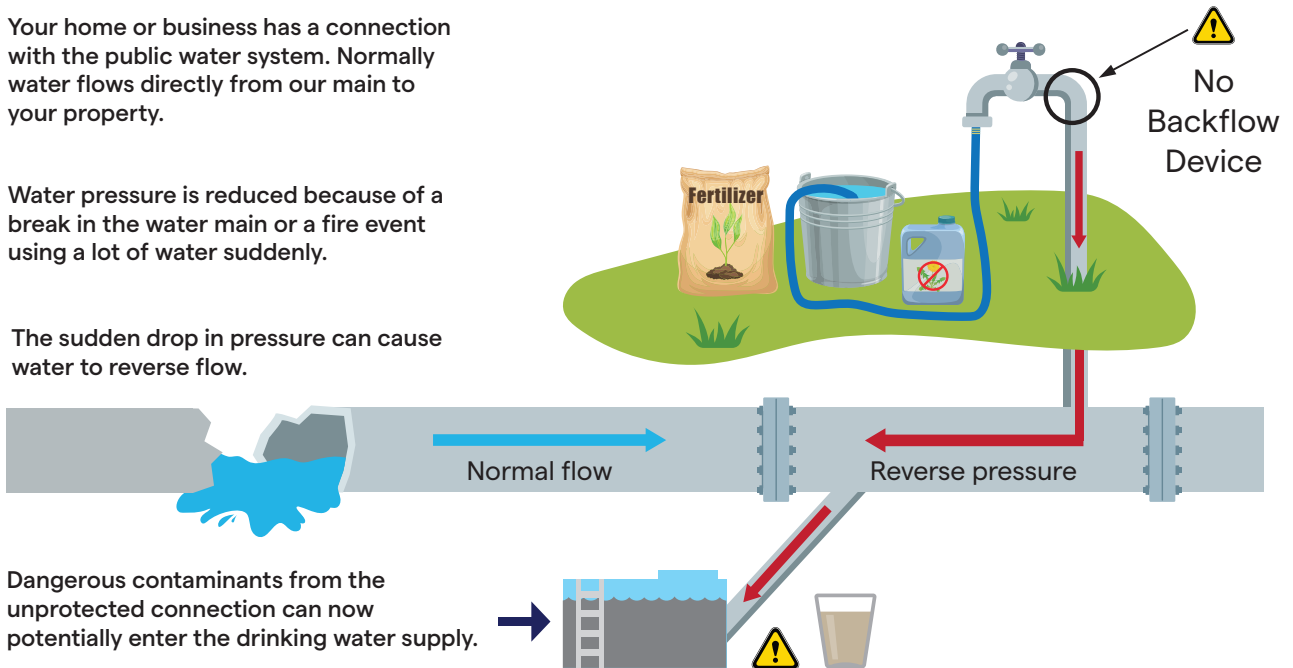 Your home or business has a connection
with the public water system. Normally
water flows directly from our main to
your property.
Water pressure is reduced because of a
break in the water main or a fire event
using a lot of water suddenly.
The sudden drop in pressure can cause
water to reverse flow.
No
Backflow
Device
Fertilizer
Normal flow
Reverse pressure
Dangerous contaminants from the
unprotected connection can now
potentially enter the drinking water supply.